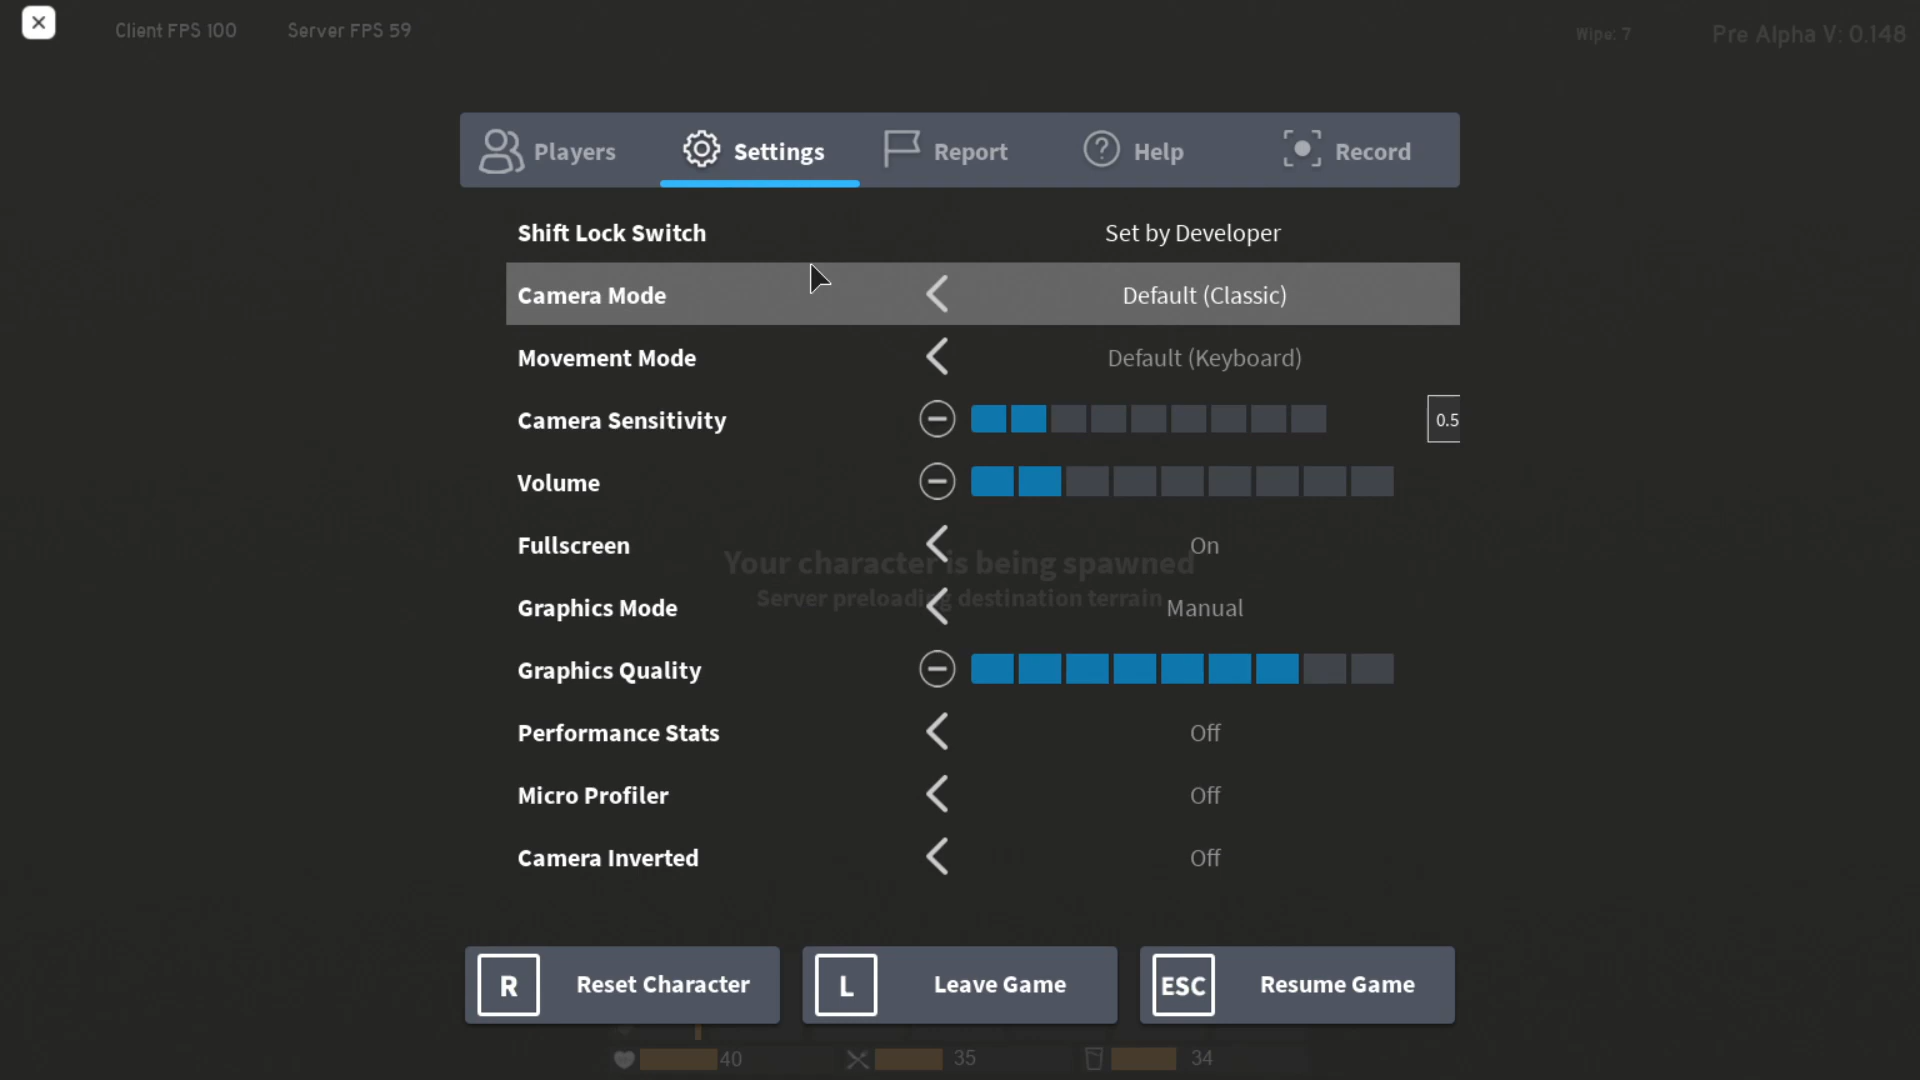 Client FPS 100 Server FPS 59 Wipe: 7 Pre Alpha V: 0.148
Players Settings Report Help Record
Shift Lock Switch Set by Developer
Camera Mode Default (Classic)
Movement Mode Default (Keyboard)
Camera Sensitivity 0.5
Volume
Fullscreen On
Your character is being spawned
Server preloading destination terrain
Graphics Mode Manual
Graphics Quality
Performance Stats Off
Micro Profiler Off
Camera Inverted Off
R Reset Character L Leave Game ESC Resume Game
40 35 34